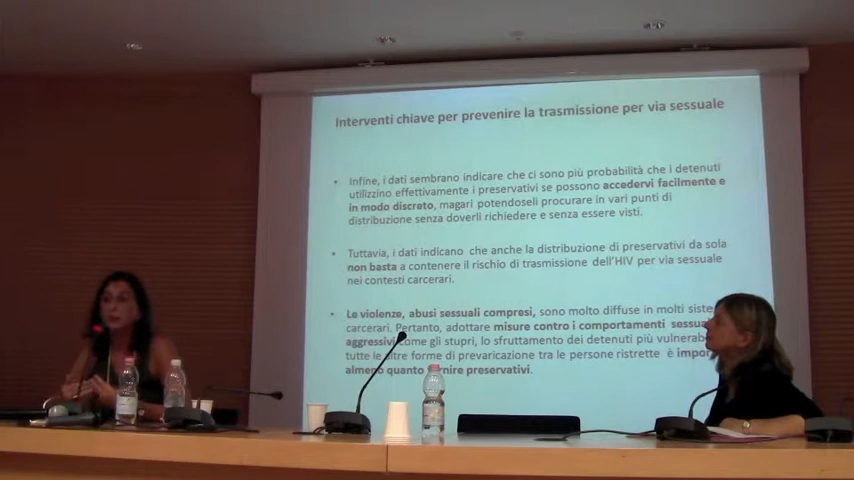 Interventi chiave per prevenire la trasmissione per via sessuale
• Infine, i dati sembrano indicare che ci sono più probabilità che i detenuti
utilizzino effettivamente i preservativi se possono accedervi facilmente e
in modo discreto, magari potendoseli procurare in vari punti di
distribuzione senza doverli richiedere e senza essere visti.
• Tuttavia, i dati indicano che anche la distribuzione di preservativi da sola
non basta a contenere il rischio di trasmissione dell'HIV per via sessuale
nei contesti carcerari.
• Le violenze, abusi sessuali compresi, sono molto diffuse in molti
carcerari. Pertanto, adottare misure contro i comportamenti
aggressivi come gli stupri, lo sfruttamento dei detenuti più
tutte le altre forme di prevaricazione tra le persone ristrette è
almeno quanto preservativi.